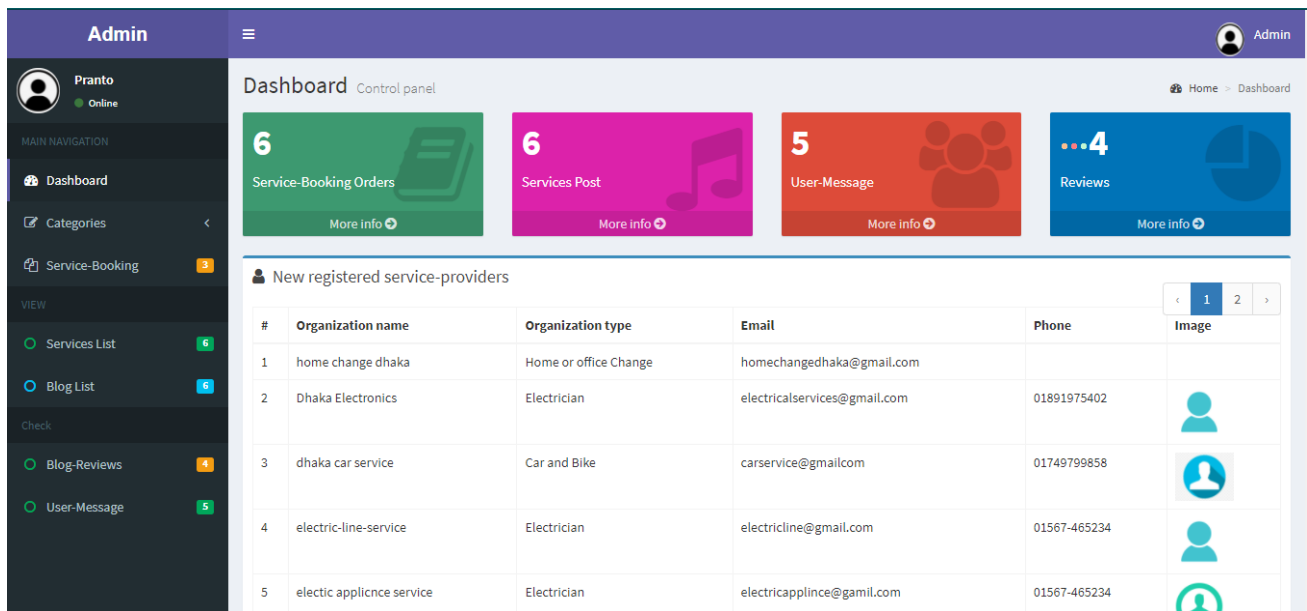 Admin
Admin
Pranto
Online
MAIN NAVIGATION
Dashboard
Categories
Service-Booking 3
VIEW
Services List 6
Blog List 6
Check
Blog-Reviews 4
User-Message 5
Dashboard Control panel
Home > Dashboard
6
Service-Booking Orders
More info
6
Services Post
More info
5
User-Message
More info
4
Reviews
More info
New registered service-providers
‹ 1 2 ›
# Organization name Organization type Email Phone Image
1 home change dhaka Home or office Change homechangedhaka@gmail.com
2 Dhaka Electronics Electrician electricalservices@gmail.com 01891975402
3 dhaka car service Car and Bike carservice@gmailcom 01749799858
4 electric-line-service Electrician electricline@gmail.com 01567-465234
5 electic applicnce service Electrician electricapplince@gamil.com 01567-465234